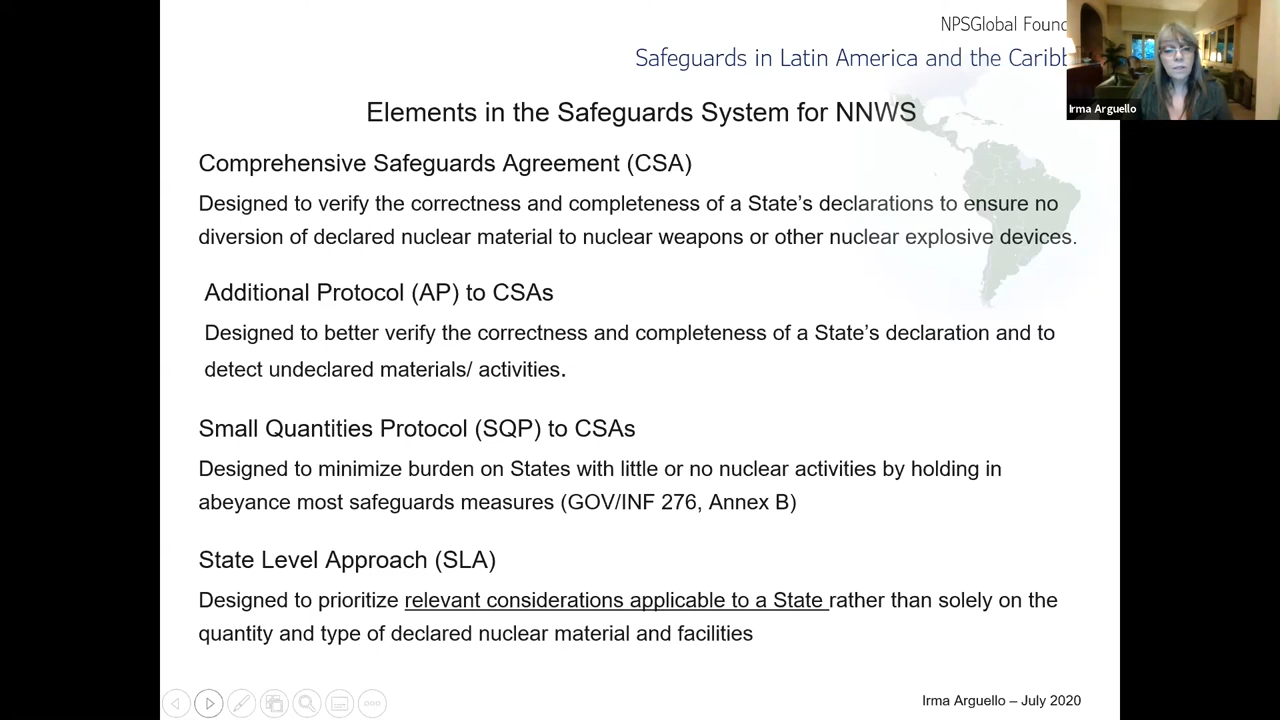 NPSGlobal Found
Safeguards in Latin America and the Caribb
Irma Arguello
Elements in the Safeguards System for NNWS
Comprehensive Safeguards Agreement (CSA)
Designed to verify the correctness and completeness of a State’s declarations to ensure no
diversion of declared nuclear material to nuclear weapons or other nuclear explosive devices.
Additional Protocol (AP) to CSAs
Designed to better verify the correctness and completeness of a State’s declaration and to
detect undeclared materials/ activities.
Small Quantities Protocol (SQP) to CSAs
Designed to minimize burden on States with little or no nuclear activities by holding in
abeyance most safeguards measures (GOV/INF 276, Annex B)
State Level Approach (SLA)
Designed to prioritize relevant considerations applicable to a State rather than solely on the
quantity and type of declared nuclear material and facilities
Irma Arguello – July 2020